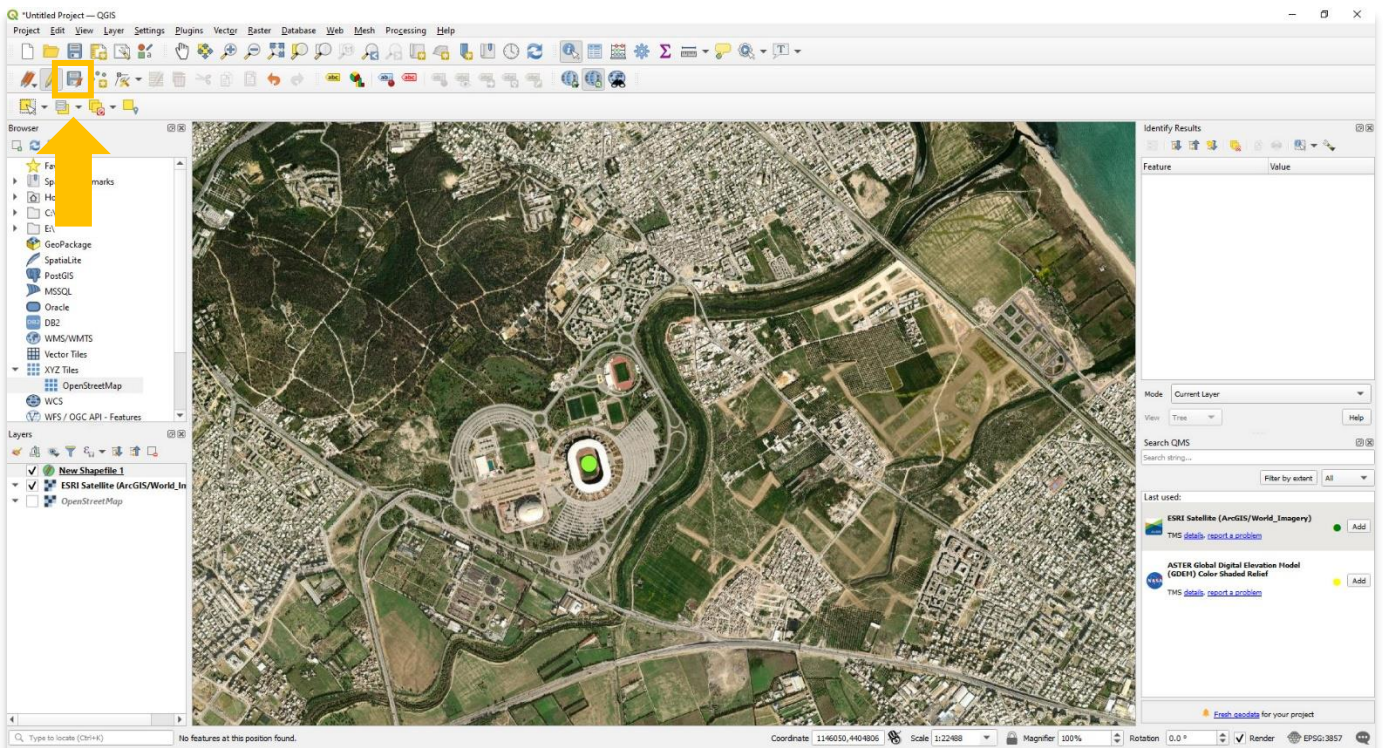 *Untitled Project — QGIS
Project Edit View Layer Settings Plugins Vector Raster Database Web Mesh Processing Help
Browser
Fa
Sp marks
Ho
C:\
E:\
GeoPackage
SpatiaLite
PostGIS
MSSQL
Oracle
DB2
WMS/WMTS
Vector Tiles
XYZ Tiles
OpenStreetMap
WCS
WFS / OGC API - Features
Layers
New Shapefile 1
ESRI Satellite (ArcGIS/World_In
OpenStreetMap
Identify Results
Feature Value
Mode Current Layer
View Tree Help
Search QMS
Search string...
Filter by extent All
Last used:
ESRI Satellite (ArcGIS/World_Imagery)
TMS details, report a problem
Add
ASTER Global Digital Elevation Model
(GDEM) Color Shaded Relief
TMS details, report a problem
Add
Fresh geodata for your project
Type to locate (Ctrl+K) No features at this position found. Coordinate 1146050,4404806 Scale 1:22488 Magnifier 100% Rotation 0.0 ° Render EPSG:3857